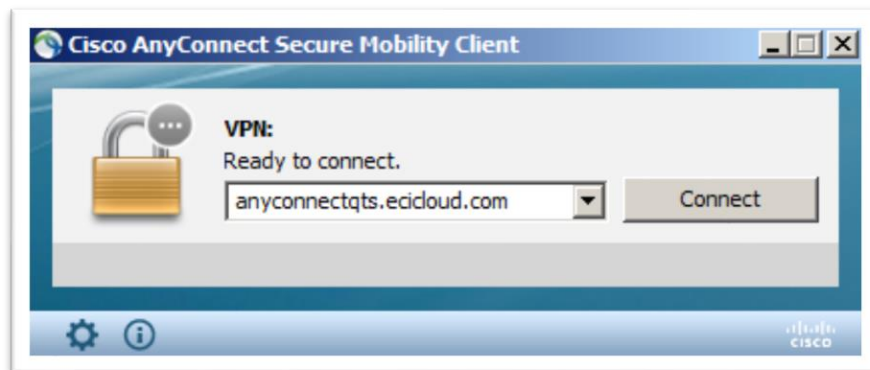 Cisco AnyConnect Secure Mobility Client
VPN:
Ready to connect.
anyconnectqts.ecicloud.com
Connect
CISCO